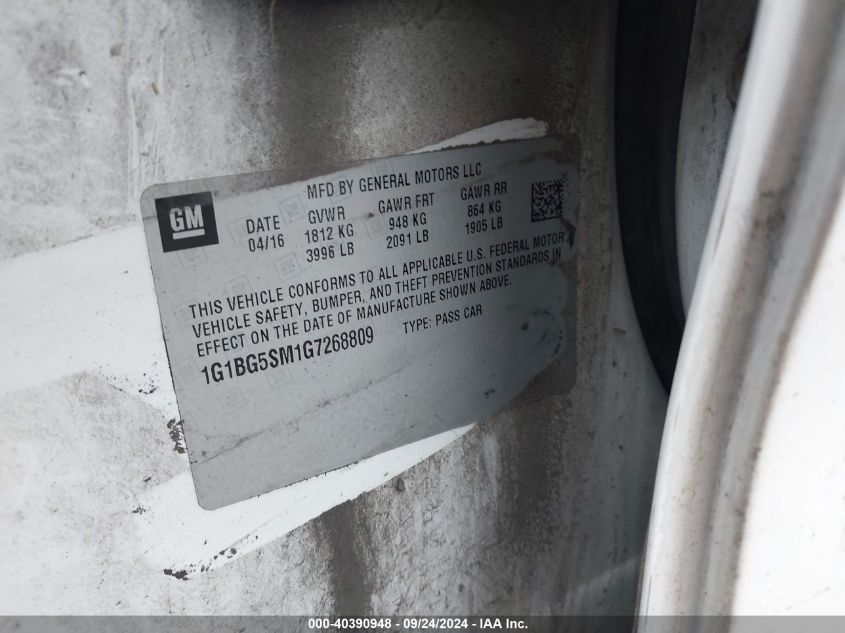 MFD BY GENERAL MOTORS LLC
GM
DATE GVWR GAWR FRT GAWR RR
04/16 1812 KG 948 KG 864 KG
3996 LB 2091 LB 1905 LB
THIS VEHICLE CONFORMS TO ALL APPLICABLE U.S. FEDERAL MOTOR
VEHICLE SAFETY, BUMPER, AND THEFT PREVENTION STANDARDS IN
EFFECT ON THE DATE OF MANUFACTURE SHOWN ABOVE.
1G1BG5SM1G7268809 TYPE: PASS CAR
000-40390948 - 09/24/2024 - IAA Inc.